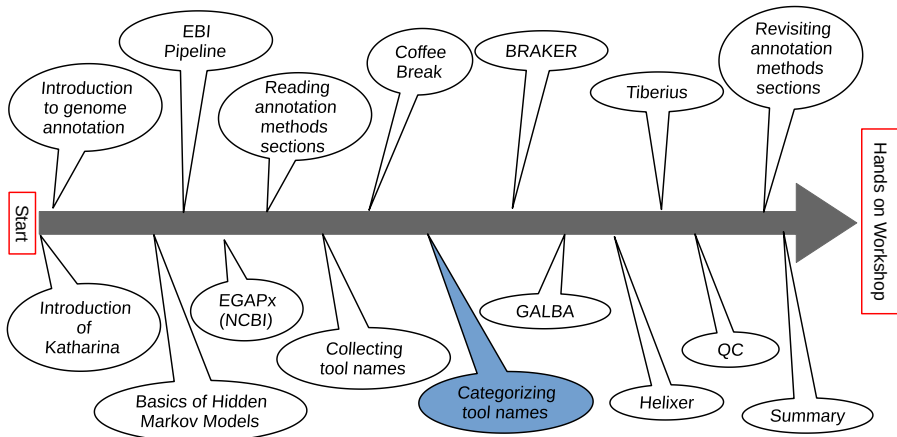 Start
Introduction
of
Katharina
Introduction
to genome
annotation
Basics of Hidden
Markov Models
EBI
Pipeline
EGAPx
(NCBI)
Reading
annotation
methods
sections
Collecting
tool names
Coffee
Break
Categorizing
tool names
BRAKER
GALBA
Helixer
Tiberius
QC
Revisiting
annotation
methods
sections
Summary
Hands on Workshop